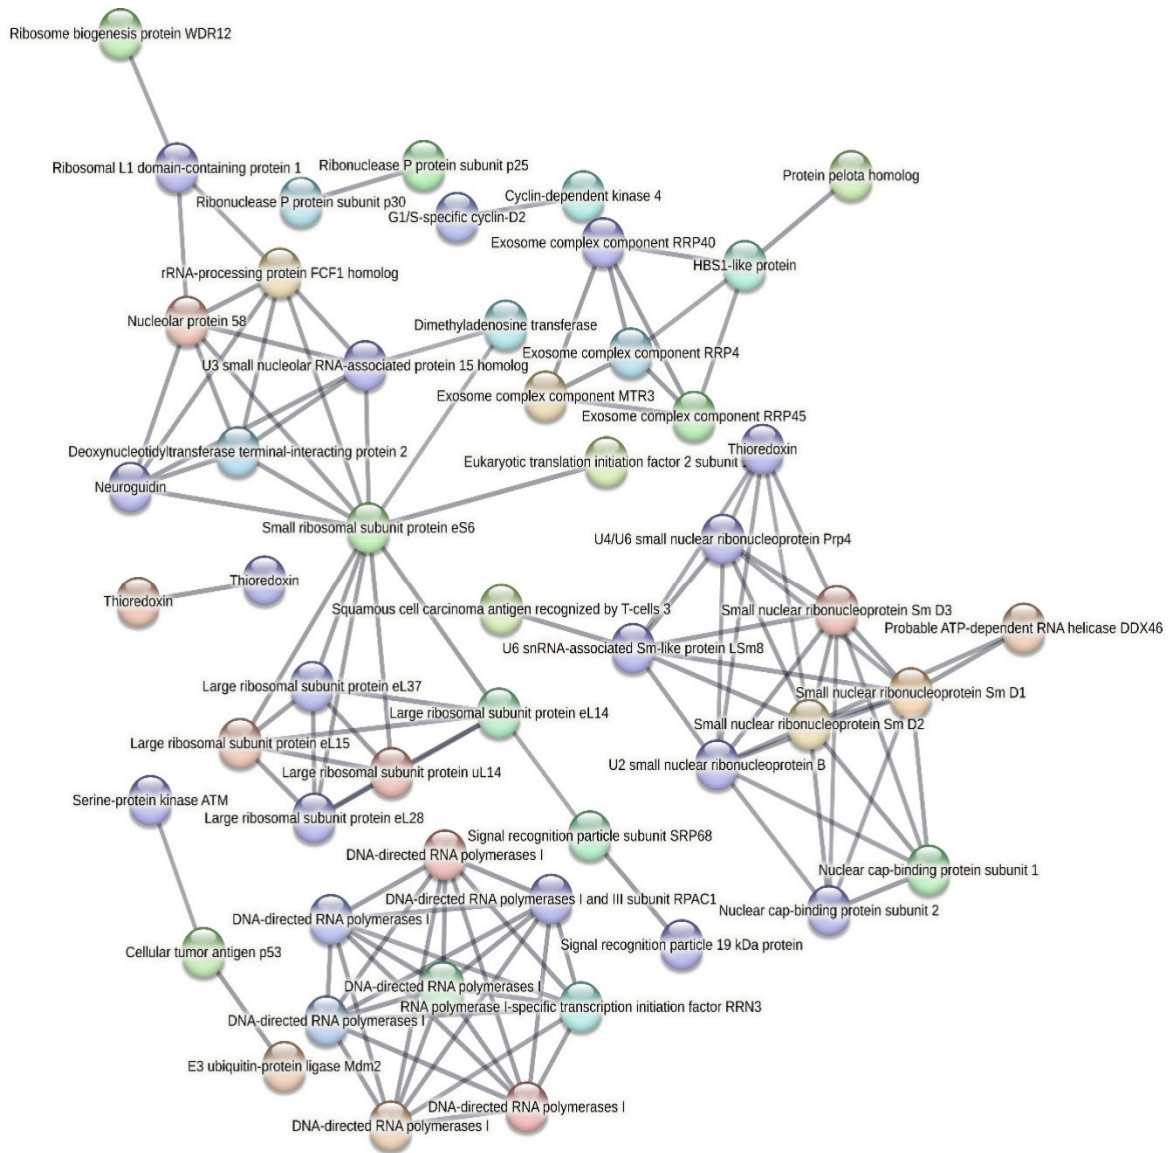 Ribosome biogenesis protein WDR12
Ribonuclease P protein subunit p25
Ribosomal L1 domain-containing protein 1
Protein pelota homolog
Cyclin-dependent kinase 4
Ribonuclease P protein subunit p30
G1/S-specific cyclin-D2
Exosome complex component RRP40
HBS1-like protein
rRNA-processing protein FCF1 homolog
Nucleolar protein 58
Dimethyladenosine transferase
Exosome complex component RRP4
U3 small nucleolar RNA-associated protein 15 homolog
Exosome complex component MTR3
Exosome complex component RRP45
Thioredoxin
Deoxynucleotidyltransferase terminal-interacting protein 2
Eukaryotic translation initiation factor 2 subunit
Neuroguidin
Small ribosomal subunit protein eS6
U4/U6 small nuclear ribonucleoprotein Prp4
Thioredoxin
Thioredoxin
Squamous cell carcinoma antigen recognized by T-cells 3
Small nuclear ribonucleoprotein Sm D3
Probable ATP-dependent RNA helicase DDX46
U6 snRNA-associated Sm-like protein LSm8
Large ribosomal subunit protein eL37
Small nuclear ribonucleoprotein Sm D1
Large ribosomal subunit protein eL14
Small nuclear ribonucleoprotein Sm D2
Large ribosomal subunit protein eL15
U2 small nuclear ribonucleoprotein B
Large ribosomal subunit protein uL14
Serine-protein kinase ATM
Large ribosomal subunit protein eL28
Signal recognition particle subunit SRP68
DNA-directed RNA polymerases I
Nuclear cap-binding protein subunit 1
DNA-directed RNA polymerases I and III subunit RPAC1
Nuclear cap-binding protein subunit 2
DNA-directed RNA polymerases I
Signal recognition particle 19 kDa protein
Cellular tumor antigen p53
DNA-directed RNA polymerases I
RNA polymerase I-specific transcription initiation factor RRN3
DNA-directed RNA polymerases I
E3 ubiquitin-protein ligase Mdm2
DNA-directed RNA polymerases I
DNA-directed RNA polymerases I